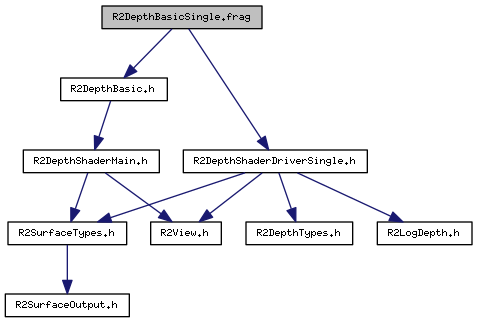 R2DepthBasicSingle.frag
R2DepthBasic.h
R2DepthShaderMain.h
R2DepthShaderDriverSingle.h
R2SurfaceTypes.h
R2View.h
R2DepthTypes.h
R2LogDepth.h
R2SurfaceOutput.h